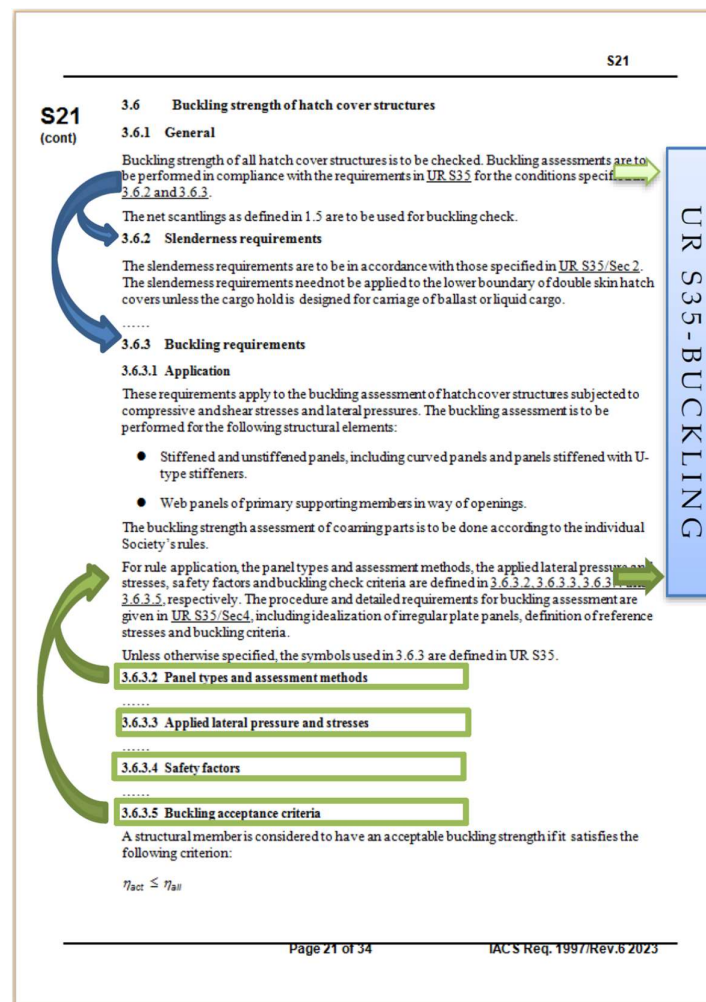 S21
S21
(cont)
3.6 Buckling strength of hatch cover structures
3.6.1 General
Buckling strength of all hatch cover structures is to be checked. Buckling assessments are to
be performed in compliance with the requirements in UR S35 for the conditions specif
3.6.2 and 3.6.3.
The net scantlings as defined in 1.5 are to be used for buckling check.
3.6.2 Slenderness requirements
The slenderness requirements are to be in accordance with those specified in UR S35/Sec 2.
The slenderness requirements need not be applied to the lower boundary of double skin hatch
covers unless the cargo hold is designed for carriage of ballast or liquid cargo.
......
3.6.3 Buckling requirements
3.6.3.1 Application
These requirements apply to the buckling assessment of hatch cover structures subjected to
compressive and shear stresses and lateral pressures. The buckling assessment is to be
performed for the following structural elements:
● Stiffened and unstiffened panels, including curved panels and panels stiffened with U-
type stiffeners.
● Web panels of primary supporting members in way of openings.
The buckling strength assessment of coaming parts is to be done according to the individual
Society's rules.
For rule application, the panel types and assessment methods, the applied lateral pressure and
stresses, safety factors and buckling check criteria are defined in 3.6.3.2, 3.6.3.3, 3.6.3
3.6.3.5, respectively. The procedure and detailed requirements for buckling assessment are
given in UR S35/Sec4, including idealization of irregular plate panels, definition of reference
stresses and buckling criteria.
Unless otherwise specified, the symbols used in 3.6.3 are defined in UR S35.
3.6.3.2 Panel types and assessment methods
......
3.6.3.3 Applied lateral pressure and stresses
......
3.6.3.4 Safety factors
......
3.6.3.5 Buckling acceptance criteria
A structural member is considered to have an acceptable buckling strength if it satisfies the
following criterion:
ηact ≤ ηall
Page 21 of 34 IACS Req. 1997/Rev.6 2023
UR S35-BUCKLING